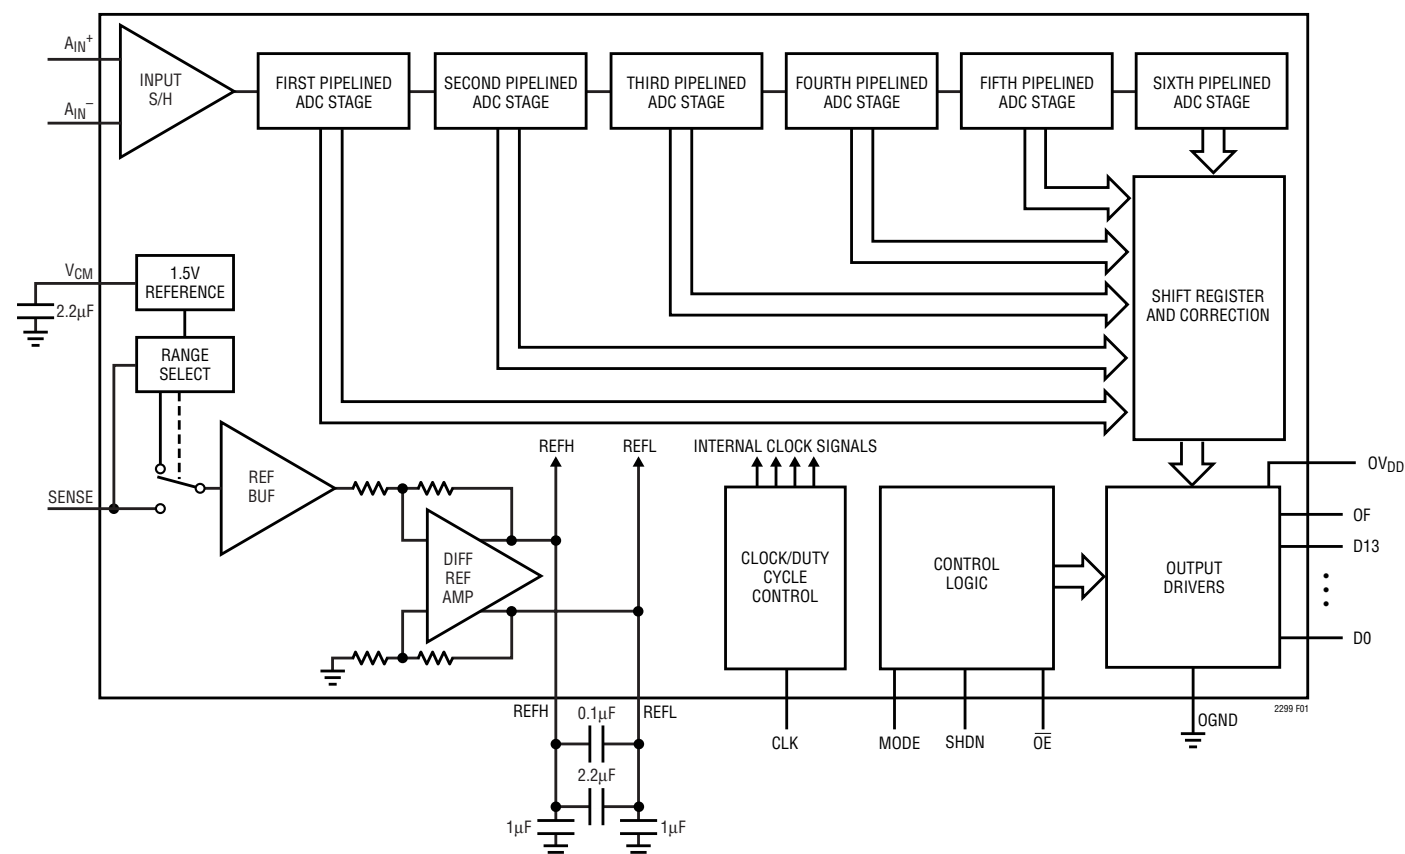 AIN+
AIN−
INPUT
S/H
FIRST PIPELINED
ADC STAGE
SECOND PIPELINED
ADC STAGE
THIRD PIPELINED
ADC STAGE
FOURTH PIPELINED
ADC STAGE
FIFTH PIPELINED
ADC STAGE
SIXTH PIPELINED
ADC STAGE
VCM
2.2µF
1.5V
REFERENCE
RANGE
SELECT
SHIFT REGISTER
AND CORRECTION
SENSE
REF
BUF
DIFF
REF
AMP
REFH
REFL
INTERNAL CLOCK SIGNALS
CLOCK/DUTY
CYCLE
CONTROL
CONTROL
LOGIC
OUTPUT
DRIVERS
OVDD
OF
D13
D0
REFH
0.1µF
REFL
2.2µF
1µF
1µF
CLK
MODE
SHDN
O̅E̅
OGND
2299 F01